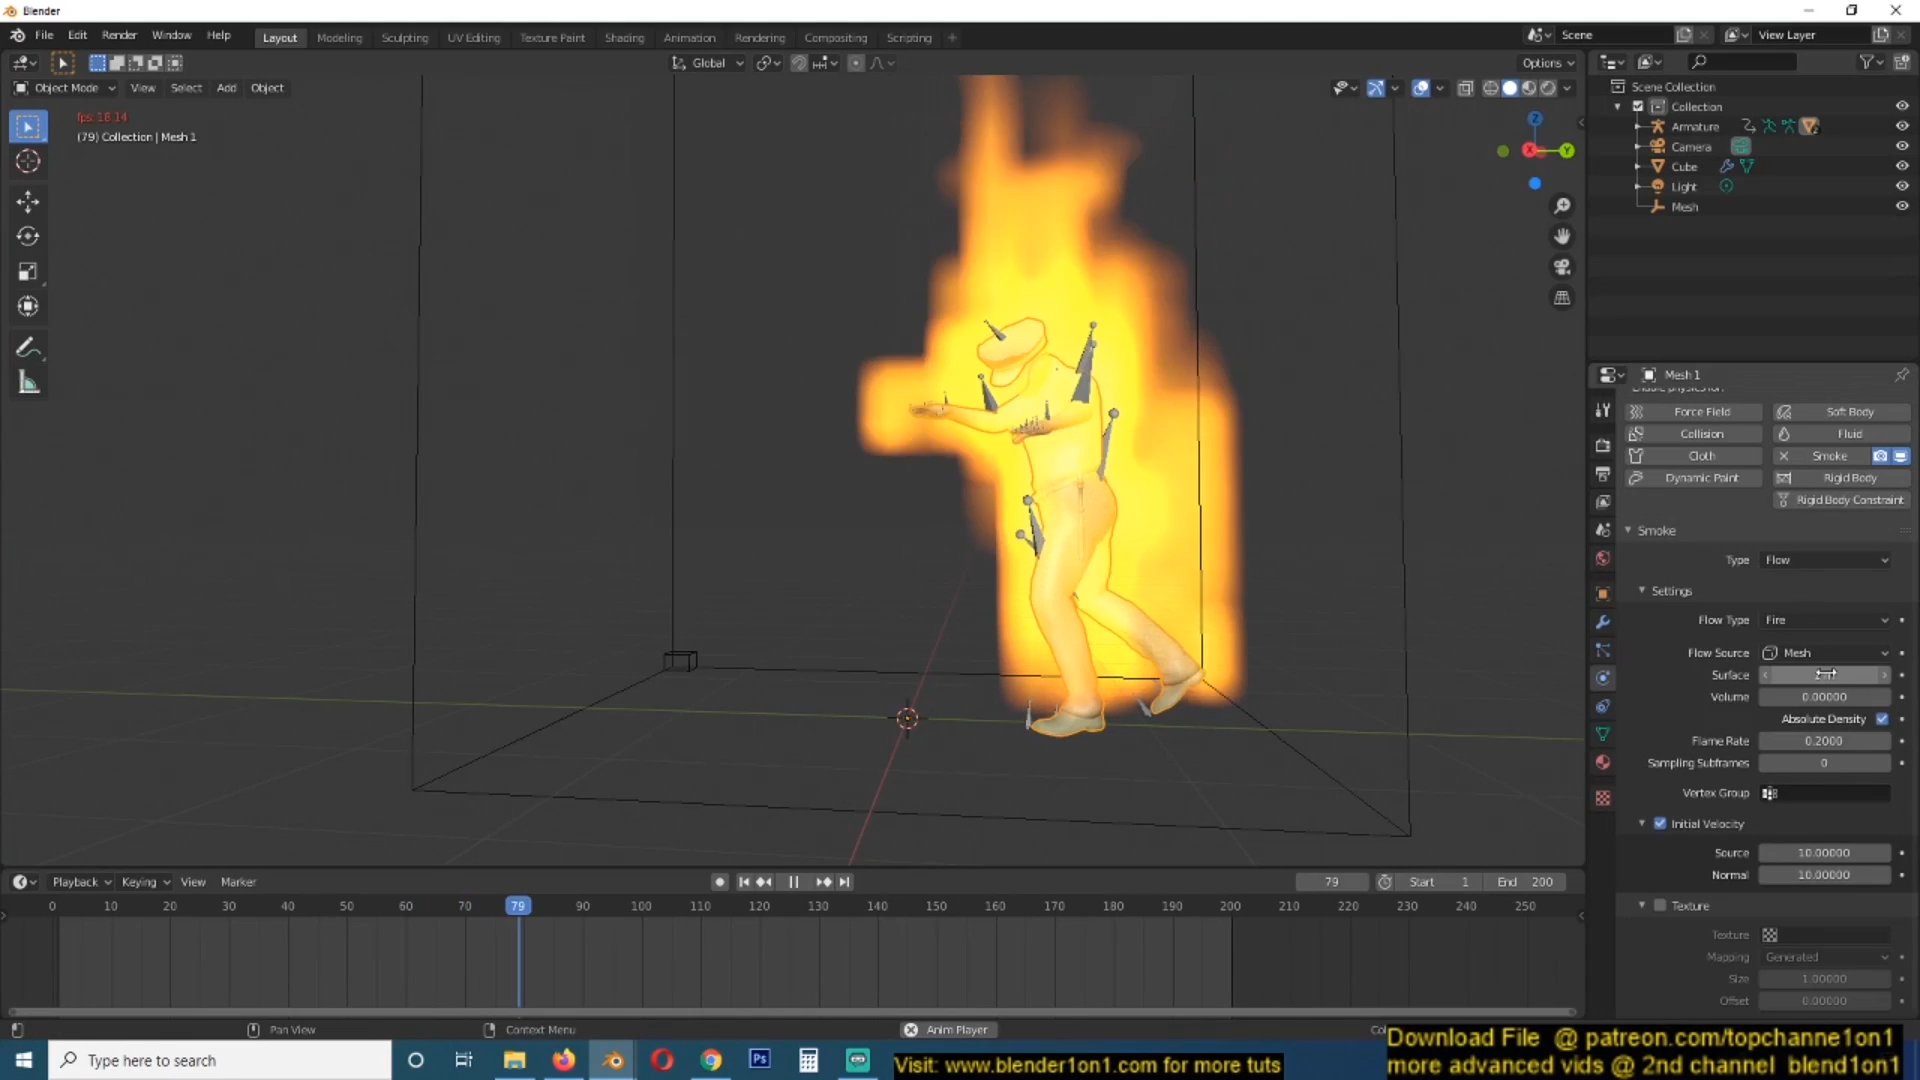 Blender
File Edit Render Window Help
Layout Modeling Sculpting UV Editing Texture Paint Shading Animation Rendering Compositing Scripting +
Scene View Layer
Global Options
Object Mode View Select Add Object
fps: 18.14
(79) Collection | Mesh 1
Z
X
Y
Scene Collection
Collection
Armature
2
Camera
Cube
Light
Mesh
Mesh 1
Force Field Soft Body
Collision Fluid
Cloth Smoke
Dynamic Paint Rigid Body
Rigid Body Constraint
Smoke
Type Flow
Settings
Flow Type Fire
Flow Source Mesh
Surface
Volume 0.00000
Absolute Density
Flame Rate 0.2000
Sampling Subframes 0
Vertex Group
Initial Velocity
Source 10.00000
Normal 10.00000
Texture
Texture
Mapping Generated
Size 1.00000
Offset 0.00000
Playback Keying View Marker
79 Start 1 End 200
0 10 20 30 40 50 60 70 79 90 100 110 120 130 140 150 160 170 180 190 200 210 220 230 240 250
Pan View Context Menu Anim Player Col
Type here to search
Ps
Visit: www.blender1on1.com for more tuts
Download File @ patreon.com/topchanne1on1
more advanced vids @ 2nd channel blend1on1